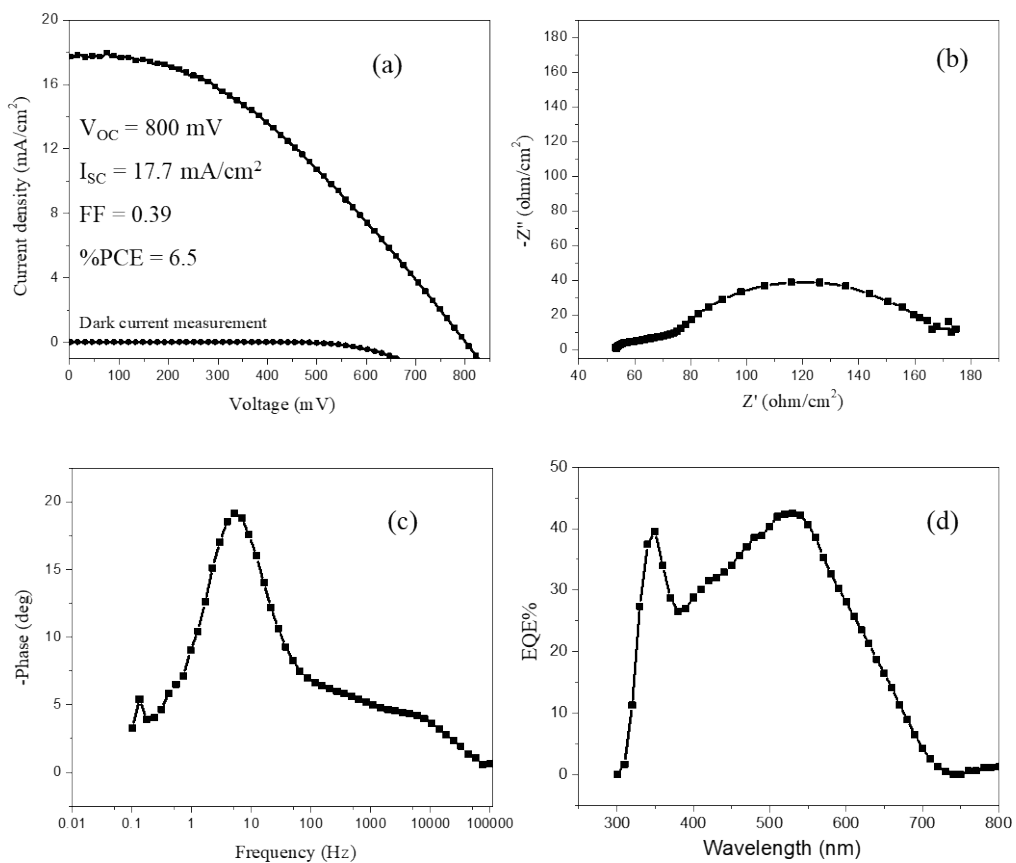 (a)
Current density (mA/cm²)
20
16
12
8
4
0
V_OC = 800 mV
I_SC = 17.7 mA/cm²
FF = 0.39
%PCE = 6.5
Dark current measurement
0 100 200 300 400 500 600 700 800
Voltage (mV)
(b)
-Z" (ohm/cm²)
180
160
140
120
100
80
60
40
20
0
40 60 80 100 120 140 160 180
Z' (ohm/cm²)
(c)
-Phase (deg)
20
15
10
5
0
0.01 0.1 1 10 100 1000 10000 100000
Frequency (Hz)
(d)
EQE%
50
40
30
20
10
0
300 400 500 600 700 800
Wavelength (nm)